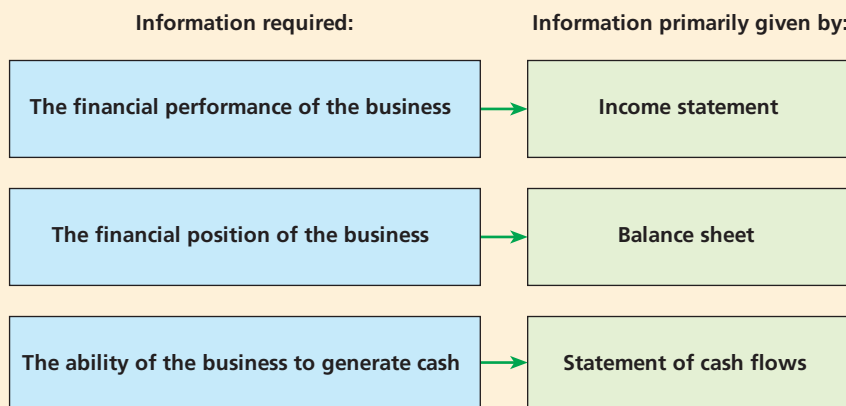 Information required:
Information primarily given by:
The financial performance of the business
Income statement
The financial position of the business
Balance sheet
The ability of the business to generate cash
Statement of cash flows